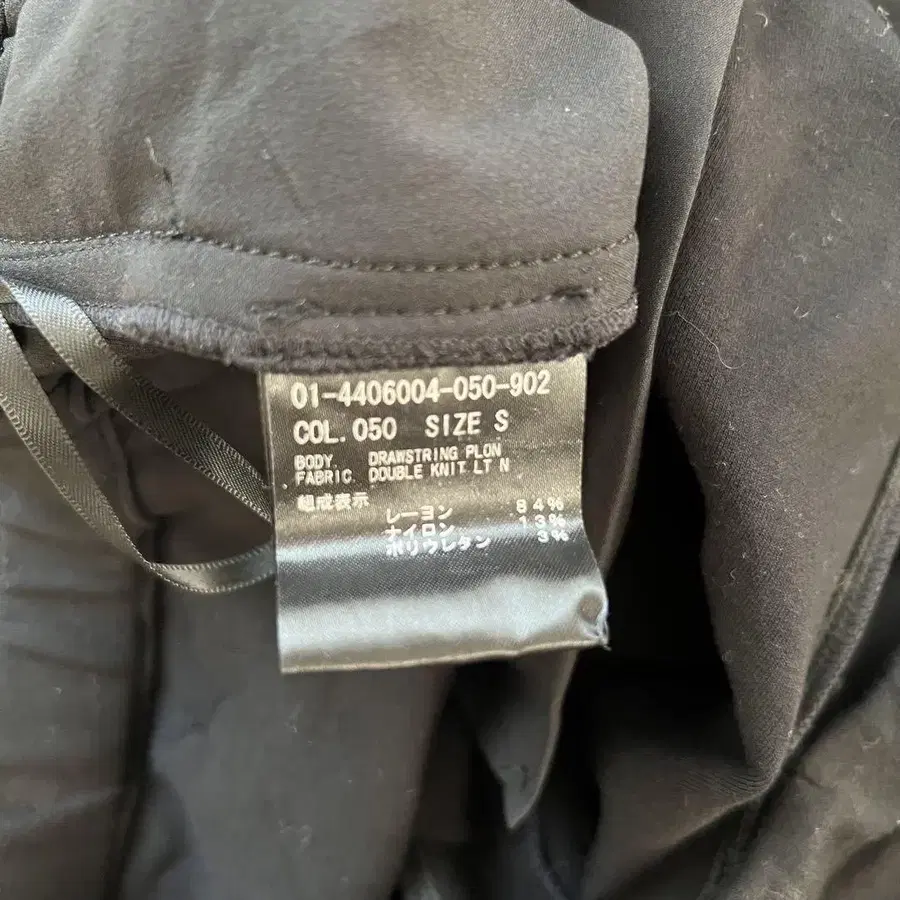 01-4406004-050-902
COL. 050 SIZE S
BODY. DRAWSTRING PLON
FABRIC. DOUBLE KNIT LT N
組成表示
レーヨン 84%
ナイロン 13%
ポリウレタン 3%